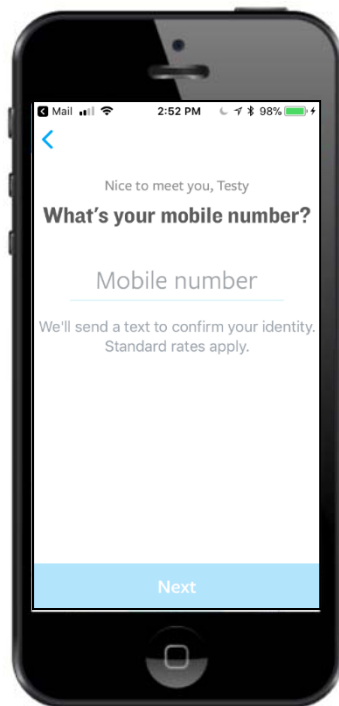 Mail 2:52 PM 98%
Nice to meet you, Testy
What's your mobile number?
Mobile number
We'll send a text to confirm your identity.
Standard rates apply.
Next